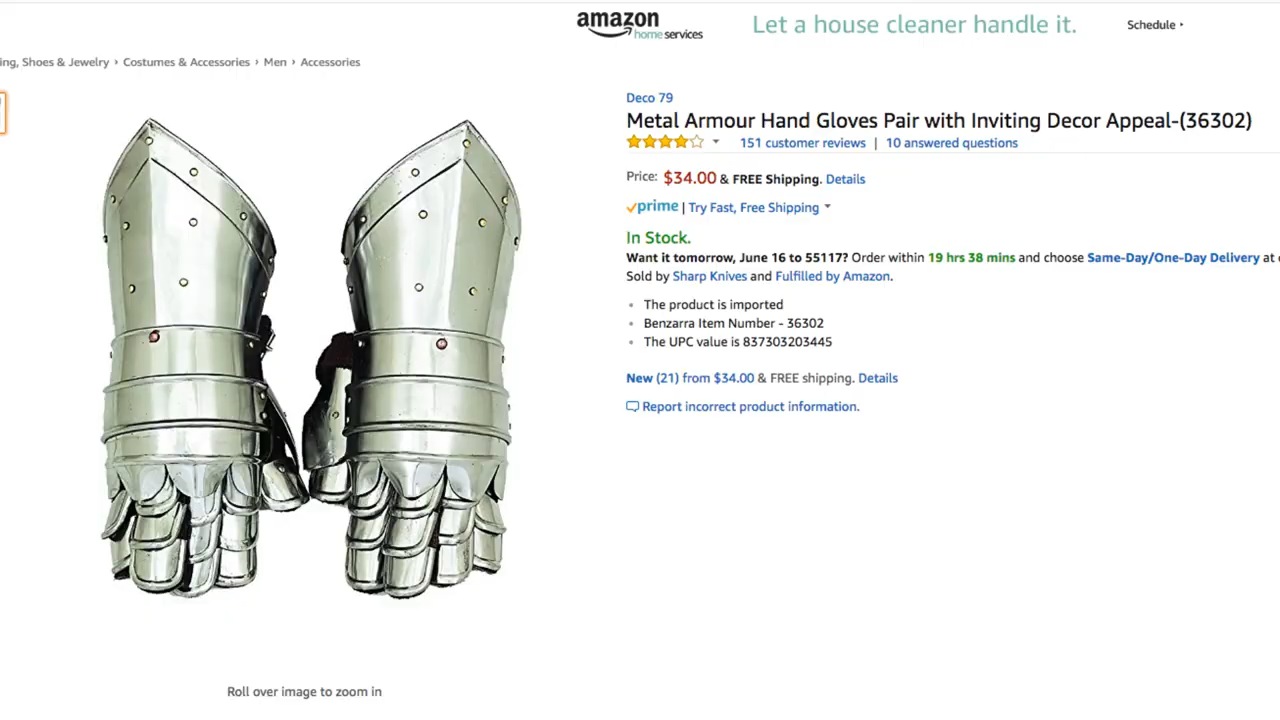 amazon
home services
Let a house cleaner handle it.
Schedule ▸
ing, Shoes & Jewelry › Costumes & Accessories › Men › Accessories
Deco 79
Metal Armour Hand Gloves Pair with Inviting Decor Appeal-(36302)
151 customer reviews | 10 answered questions
Price: $34.00 & FREE Shipping. Details
prime | Try Fast, Free Shipping
In Stock.
Want it tomorrow, June 16 to 55117? Order within 19 hrs 38 mins and choose Same-Day/One-Day Delivery at
Sold by Sharp Knives and Fulfilled by Amazon.
• The product is imported
• Benzarra Item Number - 36302
• The UPC value is 837303203445
New (21) from $34.00 & FREE shipping. Details
Report incorrect product information.
Roll over image to zoom in